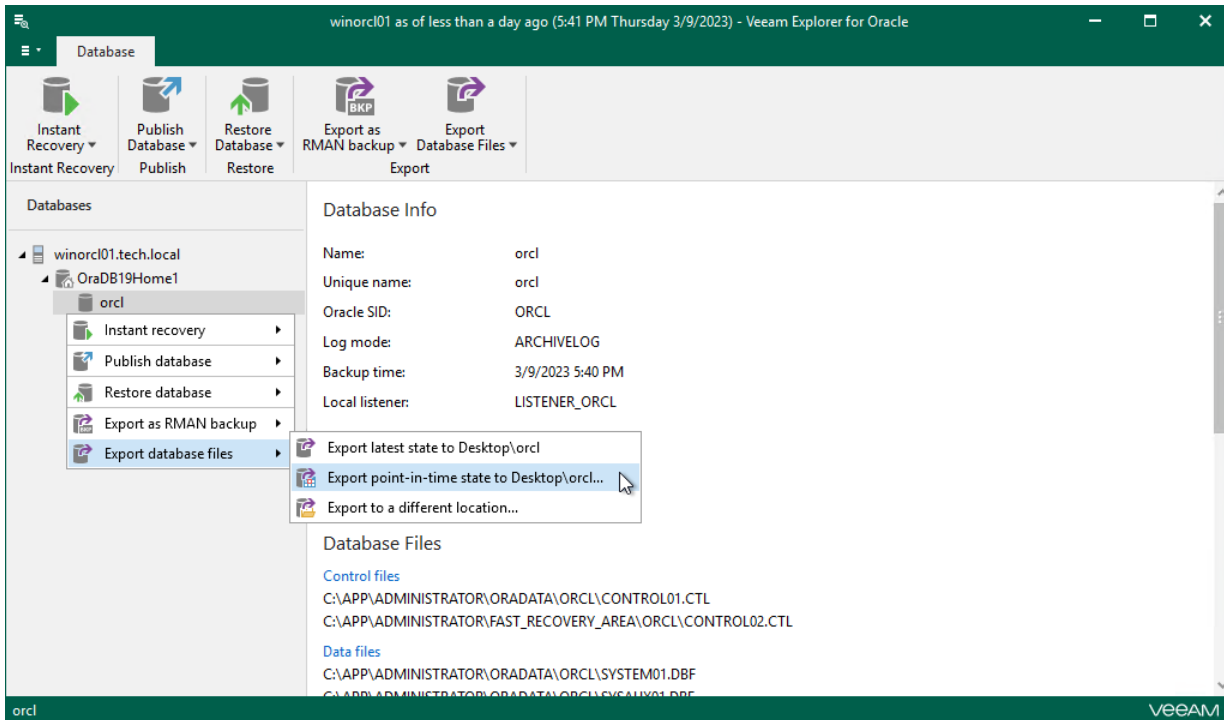 winorcl01 as of less than a day ago (5:41 PM Thursday 3/9/2023) - Veeam Explorer for Oracle
Database
Instant Recovery
Publish Database
Restore Database
Export as RMAN backup
Export Database Files
Instant Recovery
Publish
Restore
Export
Databases
winorcl01.tech.local
OraDB19Home1
orcl
Instant recovery
Publish database
Restore database
Export as RMAN backup
Export database files
Export latest state to Desktop\orcl
Export point-in-time state to Desktop\orcl...
Export to a different location...
Database Info
Name: orcl
Unique name: orcl
Oracle SID: ORCL
Log mode: ARCHIVELOG
Backup time: 3/9/2023 5:40 PM
Local listener: LISTENER_ORCL
Database Files
Control files
C:\APP\ADMINISTRATOR\ORADATA\ORCL\CONTROL01.CTL
C:\APP\ADMINISTRATOR\FAST_RECOVERY_AREA\ORCL\CONTROL02.CTL
Data files
C:\APP\ADMINISTRATOR\ORADATA\ORCL\SYSTEM01.DBF
C:\APP\ADMINISTRATOR\ORADATA\ORCL\SYSAUX01.DBF
orcl
veeam